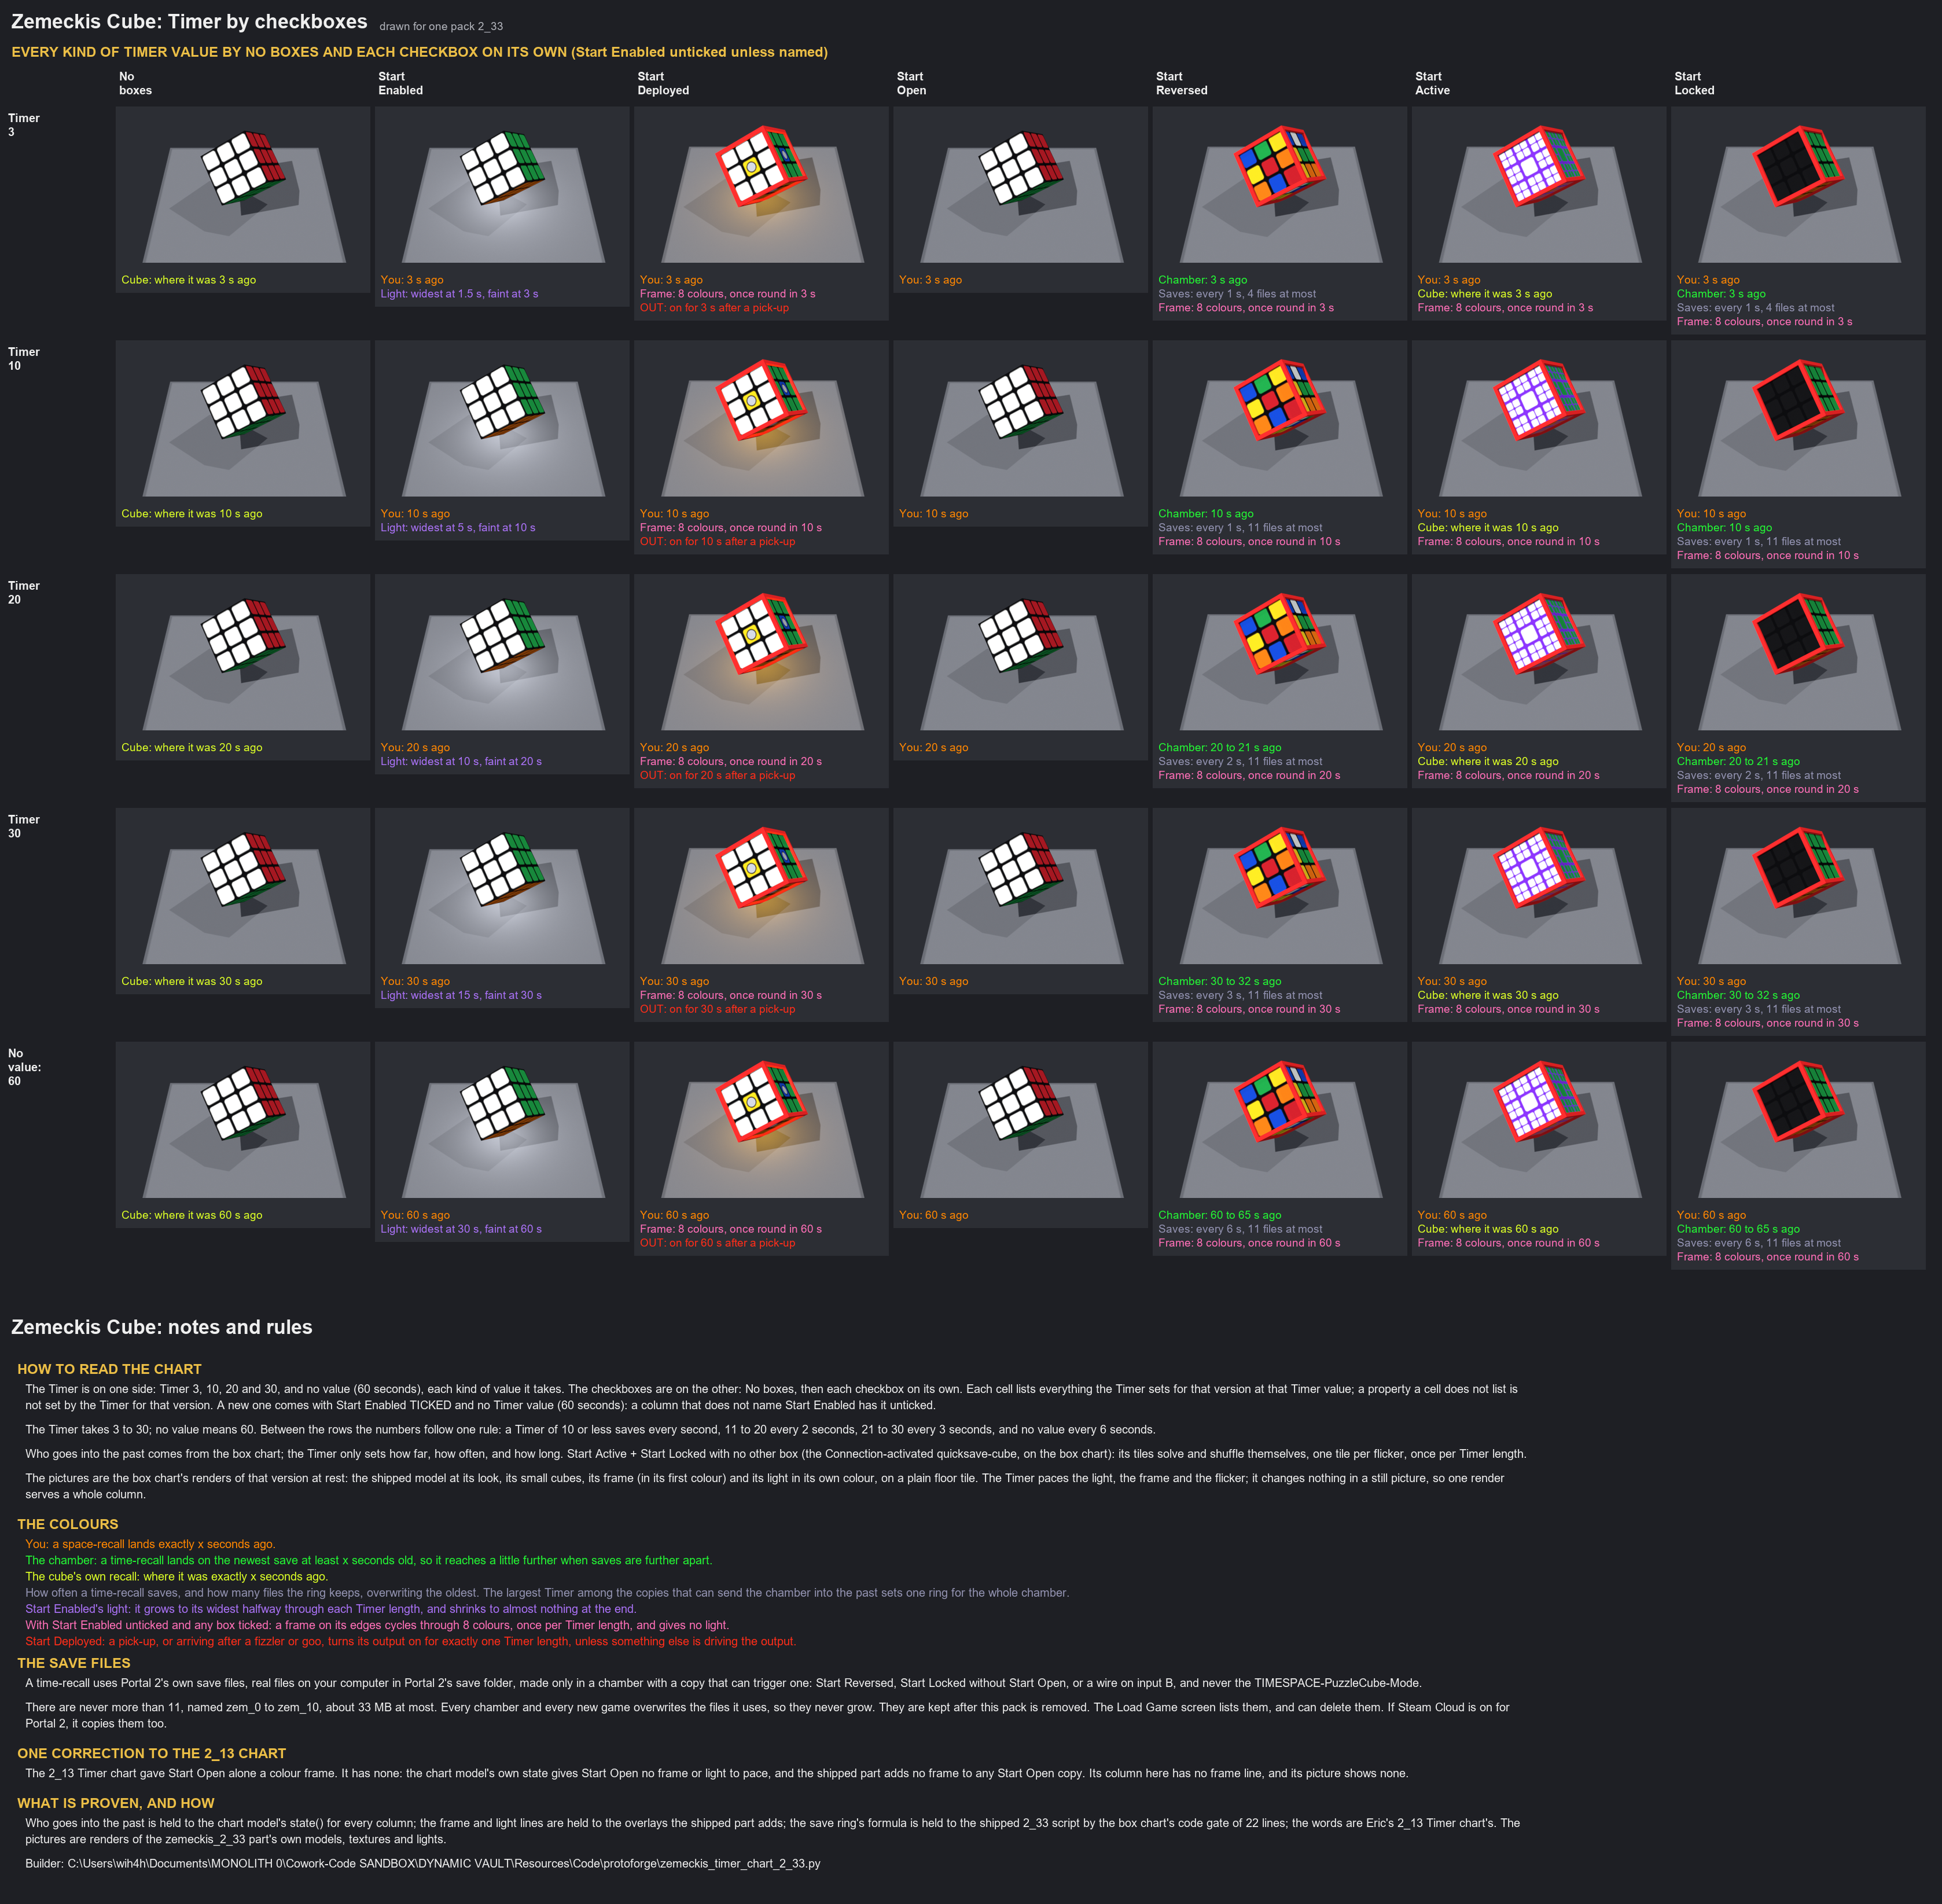 Zemeckis Cube: Timer by checkboxes drawn for one pack 2_33
EVERY KIND OF TIMER VALUE BY NO BOXES AND EACH CHECKBOX ON ITS OWN (Start Enabled unticked unless named)
No boxes
Start Enabled
Start Deployed
Start Open
Start Reversed
Start Active
Start Locked
Timer 3
Cube: where it was 3 s ago
You: 3 s ago
Light: widest at 1.5 s, faint at 3 s
You: 3 s ago
Frame: 8 colours, once round in 3 s
OUT: on for 3 s after a pick-up
You: 3 s ago
Chamber: 3 s ago
Saves: every 1 s, 4 files at most
Frame: 8 colours, once round in 3 s
You: 3 s ago
Cube: where it was 3 s ago
Frame: 8 colours, once round in 3 s
You: 3 s ago
Chamber: 3 s ago
Saves: every 1 s, 4 files at most
Frame: 8 colours, once round in 3 s
Timer 10
Cube: where it was 10 s ago
You: 10 s ago
Light: widest at 5 s, faint at 10 s
You: 10 s ago
Frame: 8 colours, once round in 10 s
OUT: on for 10 s after a pick-up
You: 10 s ago
Chamber: 10 s ago
Saves: every 1 s, 11 files at most
Frame: 8 colours, once round in 10 s
You: 10 s ago
Cube: where it was 10 s ago
Frame: 8 colours, once round in 10 s
You: 10 s ago
Chamber: 10 s ago
Saves: every 1 s, 11 files at most
Frame: 8 colours, once round in 10 s
Timer 20
Cube: where it was 20 s ago
You: 20 s ago
Light: widest at 10 s, faint at 20 s
You: 20 s ago
Frame: 8 colours, once round in 20 s
OUT: on for 20 s after a pick-up
You: 20 s ago
Chamber: 20 to 21 s ago
Saves: every 2 s, 11 files at most
Frame: 8 colours, once round in 20 s
You: 20 s ago
Cube: where it was 20 s ago
Frame: 8 colours, once round in 20 s
You: 20 s ago
Chamber: 20 to 21 s ago
Saves: every 2 s, 11 files at most
Frame: 8 colours, once round in 20 s
Timer 30
Cube: where it was 30 s ago
You: 30 s ago
Light: widest at 15 s, faint at 30 s
You: 30 s ago
Frame: 8 colours, once round in 30 s
OUT: on for 30 s after a pick-up
You: 30 s ago
Chamber: 30 to 32 s ago
Saves: every 3 s, 11 files at most
Frame: 8 colours, once round in 30 s
You: 30 s ago
Cube: where it was 30 s ago
Frame: 8 colours, once round in 30 s
You: 30 s ago
Chamber: 30 to 32 s ago
Saves: every 3 s, 11 files at most
Frame: 8 colours, once round in 30 s
No value: 60
Cube: where it was 60 s ago
You: 60 s ago
Light: widest at 30 s, faint at 60 s
You: 60 s ago
Frame: 8 colours, once round in 60 s
OUT: on for 60 s after a pick-up
You: 60 s ago
Chamber: 60 to 65 s ago
Saves: every 6 s, 11 files at most
Frame: 8 colours, once round in 60 s
You: 60 s ago
Cube: where it was 60 s ago
Frame: 8 colours, once round in 60 s
You: 60 s ago
Chamber: 60 to 65 s ago
Saves: every 6 s, 11 files at most
Frame: 8 colours, once round in 60 s
Zemeckis Cube: notes and rules
HOW TO READ THE CHART
The Timer is on one side: Timer 3, 10, 20 and 30, and no value (60 seconds), each kind of value it takes. The checkboxes are on the other: No boxes, then each checkbox on its own. Each cell lists everything the Timer sets for that version at that Timer value; a property a cell does not list is
not set by the Timer for that version. A new one comes with Start Enabled TICKED and no Timer value (60 seconds): a column that does not name Start Enabled has it unticked.
The Timer takes 3 to 30; no value means 60. Between the rows the numbers follow one rule: a Timer of 10 or less saves every second, 11 to 20 every 2 seconds, 21 to 30 every 3 seconds, and no value every 6 seconds.
Who goes into the past comes from the box chart; the Timer only sets how far, how often, and how long. Start Active + Start Locked with no other box (the Connection-activated quicksave-cube, on the box chart): its tiles solve and shuffle themselves, one tile per flicker, once per Timer length.
The pictures are the box chart's renders of that version at rest: the shipped model at its look, its small cubes, its frame (in its first colour) and its light in its own colour, on a plain floor tile. The Timer paces the light, the frame and the flicker; it changes nothing in a still picture, so one render
serves a whole column.
THE COLOURS
You: a space-recall lands exactly x seconds ago.
The chamber: a time-recall lands on the newest save at least x seconds old, so it reaches a little further when saves are further apart.
The cube's own recall: where it was exactly x seconds ago.
How often a time-recall saves, and how many files the ring keeps, overwriting the oldest. The largest Timer among the copies that can send the chamber into the past sets one ring for the whole chamber.
Start Enabled's light: it grows to its widest halfway through each Timer length, and shrinks to almost nothing at the end.
With Start Enabled unticked and any box ticked: a frame on its edges cycles through 8 colours, once per Timer length, and gives no light.
Start Deployed: a pick-up, or arriving after a fizzler or goo, turns its output on for exactly one Timer length, unless something else is driving the output.
THE SAVE FILES
A time-recall uses Portal 2's own save files, real files on your computer in Portal 2's save folder, made only in a chamber with a copy that can trigger one: Start Reversed, Start Locked without Start Open, or a wire on input B, and never the TIMESPACE-PuzzleCube-Mode.
There are never more than 11, named zem_0 to zem_10, about 33 MB at most. Every chamber and every new game overwrites the files it uses, so they never grow. They are kept after this pack is removed. The Load Game screen lists them, and can delete them. If Steam Cloud is on for
Portal 2, it copies them too.
ONE CORRECTION TO THE 2_13 CHART
The 2_13 Timer chart gave Start Open alone a colour frame. It has none: the chart model's own state gives Start Open no frame or light to pace, and the shipped part adds no frame to any Start Open copy. Its column here has no frame line, and its picture shows none.
WHAT IS PROVEN, AND HOW
Who goes into the past is held to the chart model's state() for every column; the frame and light lines are held to the overlays the shipped part adds; the save ring's formula is held to the shipped 2_33 script by the box chart's code gate of 22 lines; the words are Eric's 2_13 Timer chart's. The
pictures are renders of the zemeckis_2_33 part's own models, textures and lights.
Builder: C:\Users\wih4h\Documents\MONOLITH 0\Cowork-Code SANDBOX\DYNAMIC VAULT\Resources\Code\protoforge\zemeckis_timer_chart_2_33.py